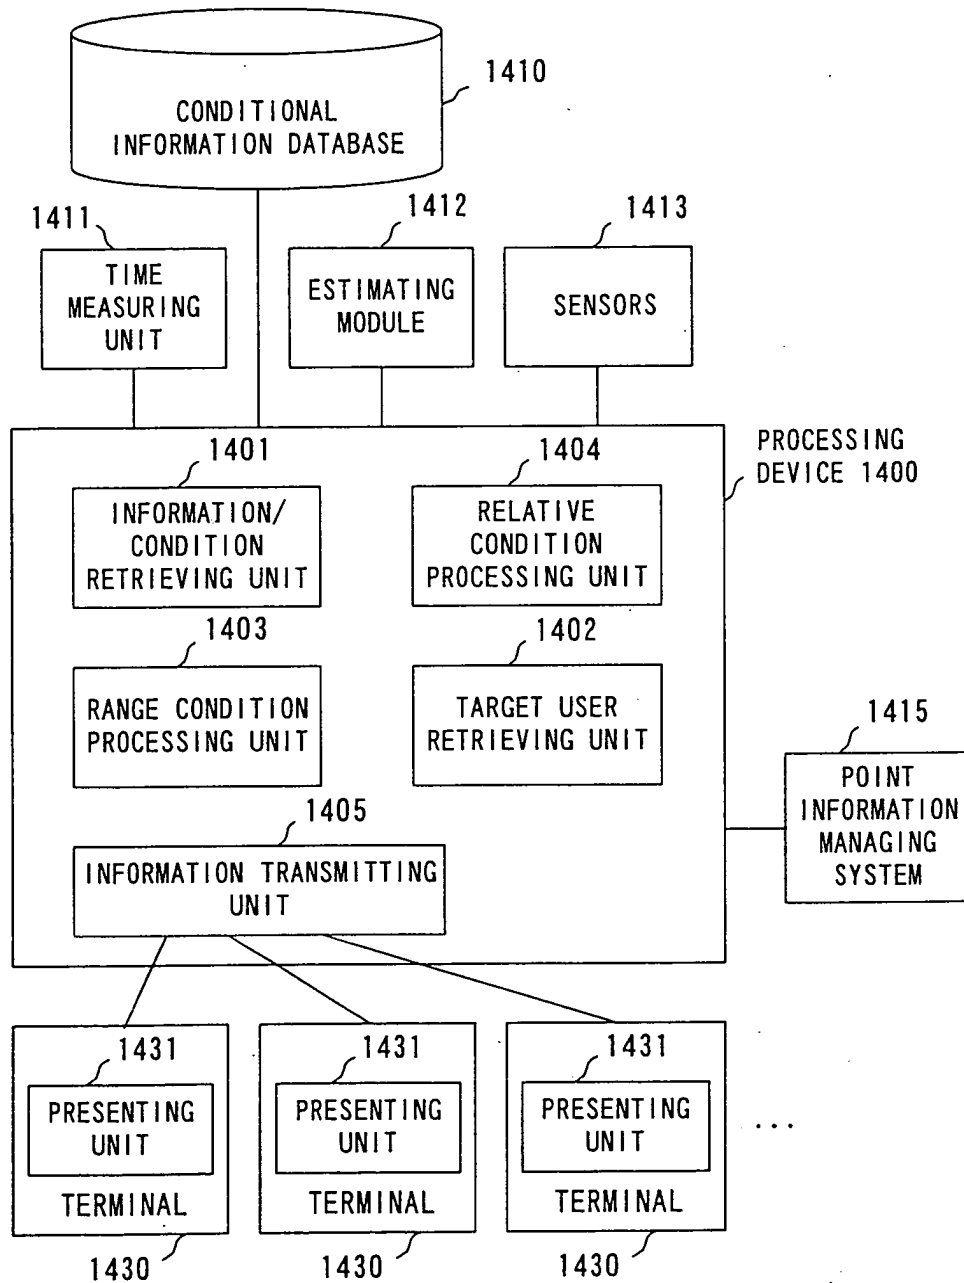 1410
CONDITIONAL
INFORMATION DATABASE
1411
1412
1413
TIME
MEASURING
UNIT
ESTIMATING
MODULE
SENSORS
PROCESSING
DEVICE 1400
1401
1404
INFORMATION/
CONDITION
RETRIEVING UNIT
RELATIVE
CONDITION
PROCESSING UNIT
1403
1402
RANGE CONDITION
PROCESSING UNIT
TARGET USER
RETRIEVING UNIT
1415
POINT
INFORMATION
MANAGING
SYSTEM
1405
INFORMATION TRANSMITTING
UNIT
1431
1431
1431
PRESENTING
UNIT
PRESENTING
UNIT
PRESENTING
UNIT
...
TERMINAL
TERMINAL
TERMINAL
1430
1430
1430